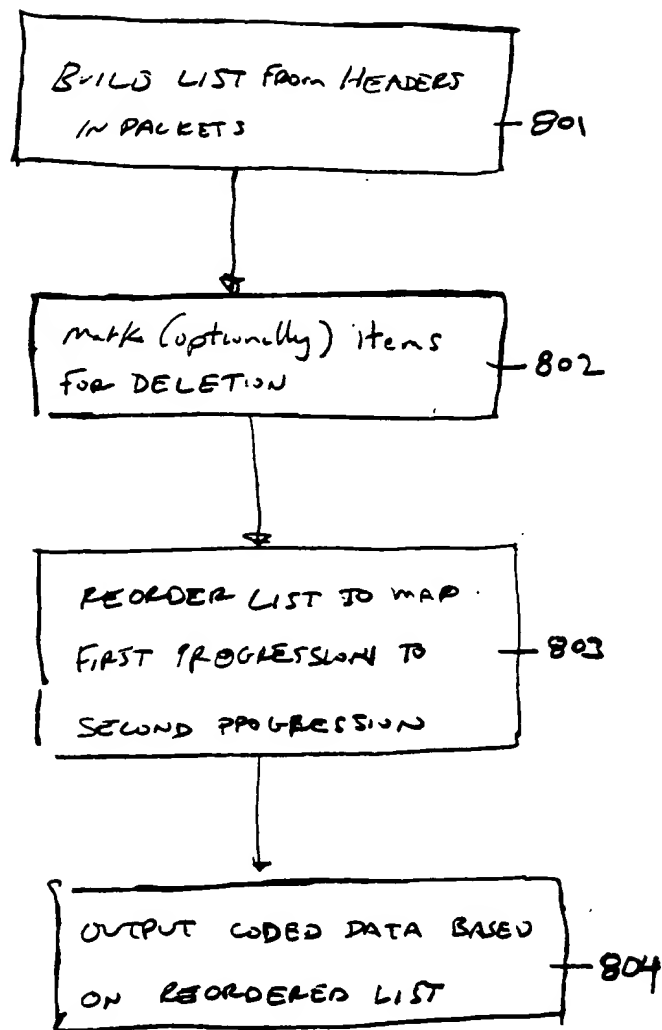 BUILD LIST FROM HEADERS
IN PACKETS
801
Mark (optionally) items
FOR DELETION
802
REORDER LIST TO MAP
FIRST PROGRESSION TO
SECOND PROGRESSION
803
OUTPUT CODED DATA BASED
ON REORDERED LIST
804